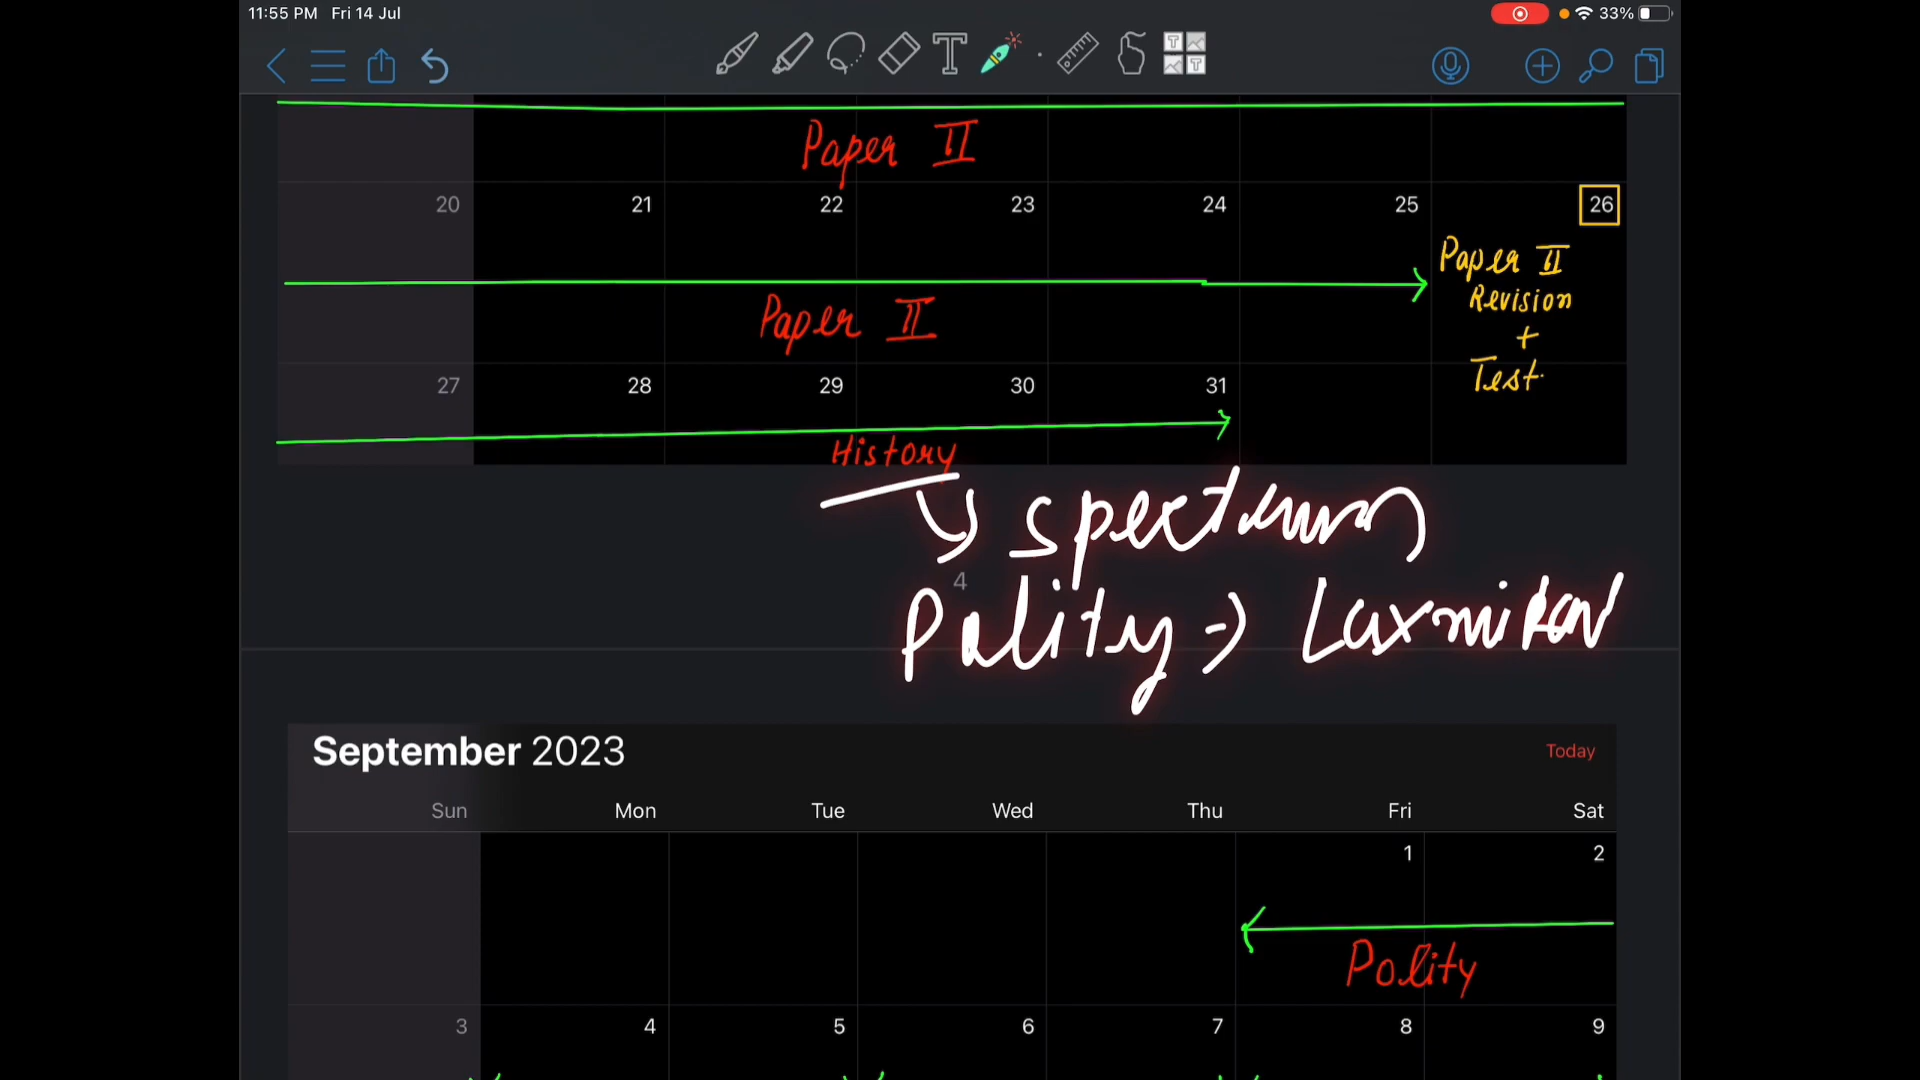 11:55 PM Fri 14 Jul 33%
Paper II
20 21 22 23 24 25 26
Paper II
Revision
+
Test
Paper II
27 28 29 30 31
History
spectrum
4
Polity => Laxmikan
September 2023 Today
Sun Mon Tue Wed Thu Fri Sat
1 2
Polity
3 4 5 6 7 8 9